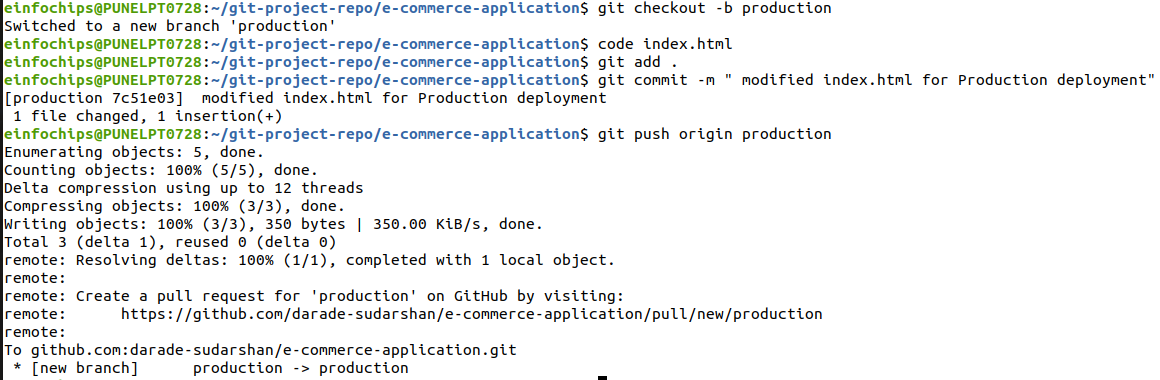 einfochips@PUNELPT0728:~/git-project-repo/e-commerce-application$ git checkout -b production
Switched to a new branch 'production'
einfochips@PUNELPT0728:~/git-project-repo/e-commerce-application$ code index.html
einfochips@PUNELPT0728:~/git-project-repo/e-commerce-application$ git add .
einfochips@PUNELPT0728:~/git-project-repo/e-commerce-application$ git commit -m " modified index.html for Production deployment"
[production 7c51e03]  modified index.html for Production deployment
 1 file changed, 1 insertion(+)
einfochips@PUNELPT0728:~/git-project-repo/e-commerce-application$ git push origin production
Enumerating objects: 5, done.
Counting objects: 100% (5/5), done.
Delta compression using up to 12 threads
Compressing objects: 100% (3/3), done.
Writing objects: 100% (3/3), 350 bytes | 350.00 KiB/s, done.
Total 3 (delta 1), reused 0 (delta 0)
remote: Resolving deltas: 100% (1/1), completed with 1 local object.
remote:
remote: Create a pull request for 'production' on GitHub by visiting:
remote:      https://github.com/darade-sudarshan/e-commerce-application/pull/new/production
remote:
To github.com:darade-sudarshan/e-commerce-application.git
 * [new branch]      production -> production